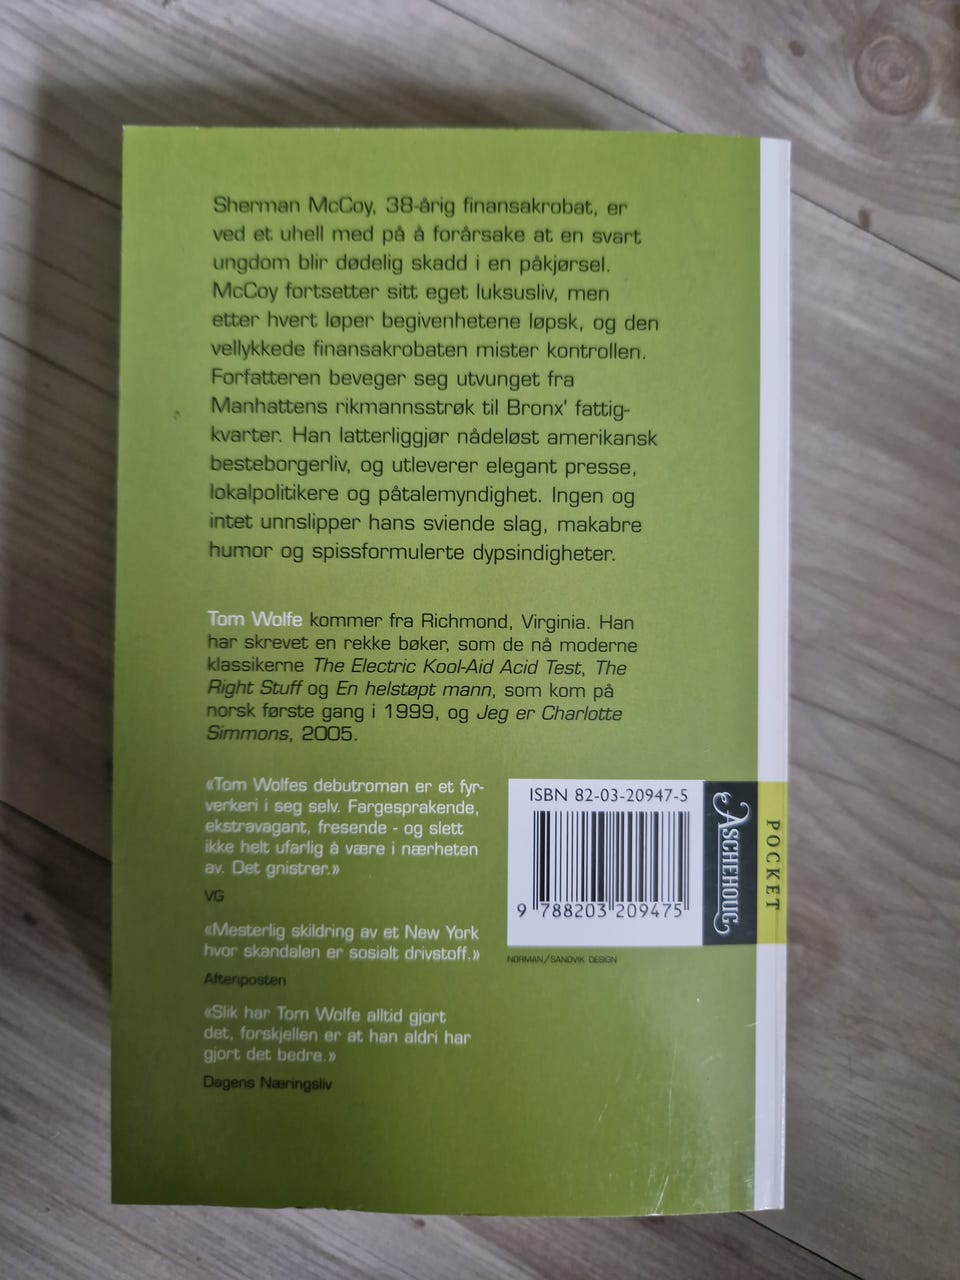 Sherman McCoy, 38-årig finansakrobat, er
ved et uhell med på å forårsake at en svart
ungdom blir dødelig skadd i en påkjørsel.
McCoy fortsetter sitt eget luksusliv, men
etter hvert løper begivenhetene løpsk, og den
vellykkede finansakrobaten mister kontrollen.
Forfatteren beveger seg utvunget fra
Manhattens rikmannsstrøk til Bronx' fattig-
kvarter. Han latterliggjør nådeløst amerikansk
besteborgerliv, og utleverer elegant presse,
lokalpolitikere og påtalemyndighet. Ingen og
intet unnslipper hans sviende slag, makabre
humor og spissformulerte dypsindigheter.
Tom Wolfe kommer fra Richmond, Virginia. Han
har skrevet en rekke bøker, som de nå moderne
klassikerne The Electric Kool-Aid Acid Test, The
Right Stuff og En helstøpt mann, som kom på
norsk første gang i 1999, og Jeg er Charlotte
Simmons, 2005.
«Tom Wolfes debutroman er et fyr-
verkeri i seg selv. Fargesprakende,
ekstravagant, fresende - og slett
ikke helt ufarlig å være i nærheten
av. Det gnistrer.»
VG
«Mesterlig skildring av et New York
hvor skandalen er sosialt drivstoff.»
Aftenposten
«Slik har Tom Wolfe alltid gjort
det, forskjellen er at han aldri har
gjort det bedre.»
Dagens Næringsliv
ISBN 82-03-20947-5
9 788203 209475
NORMAN/SANDVIK DESIGN
ASCHEHOUG
POCKET